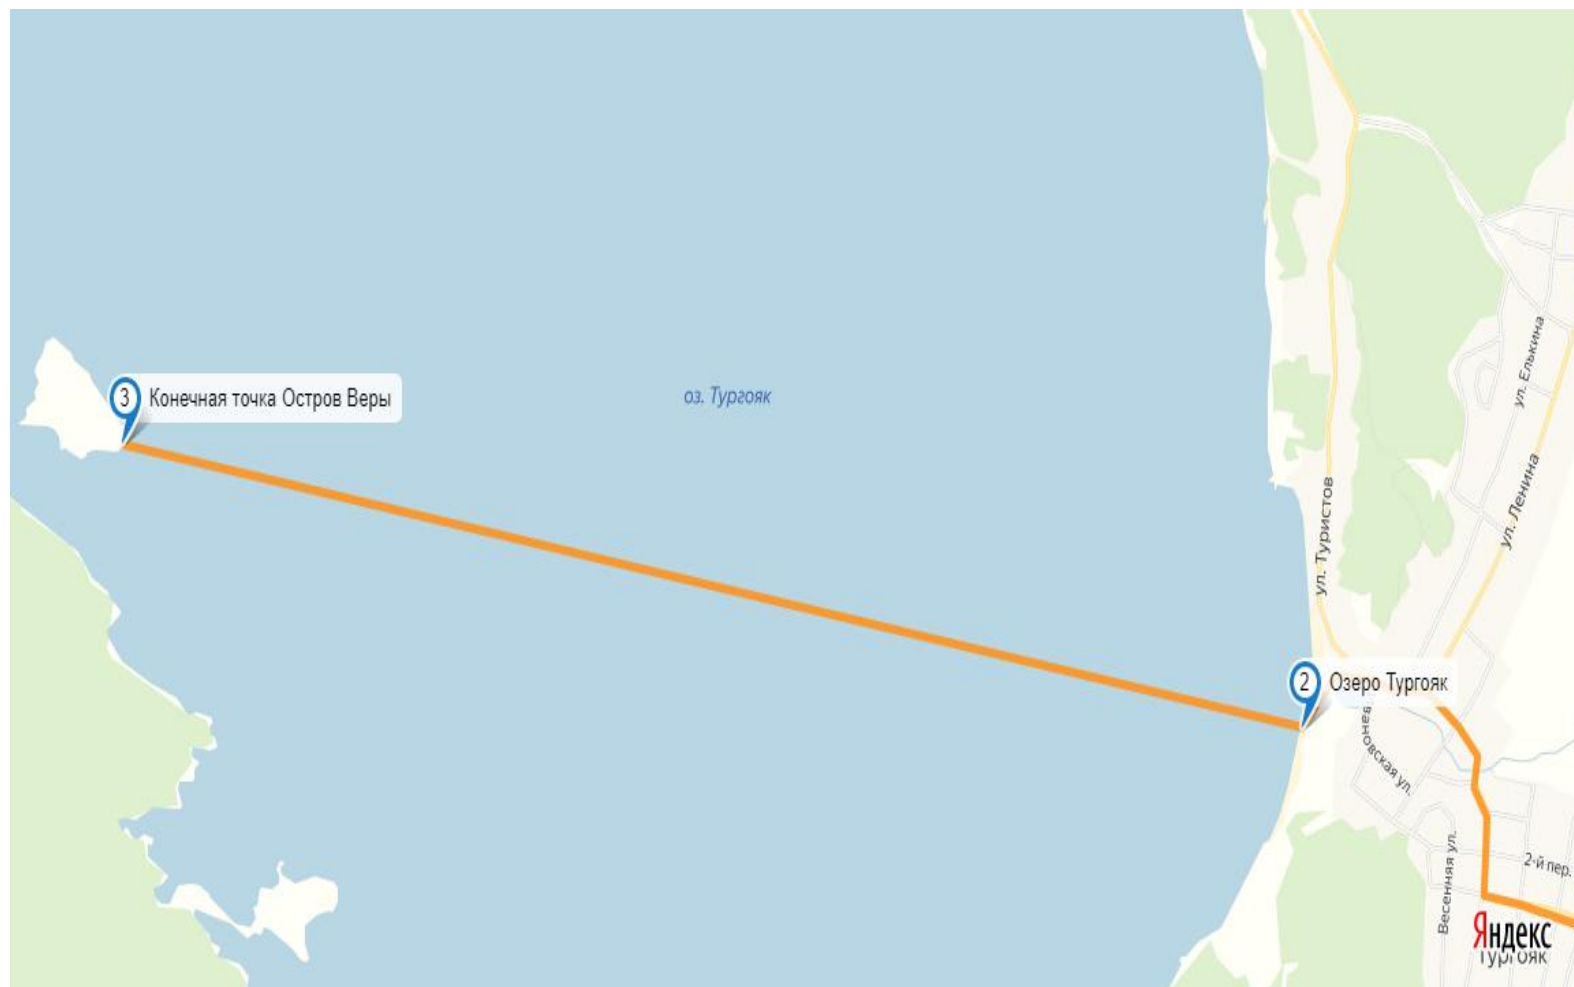 ул. Елькина
3 Конечная точка Остров Веры
оз. Тургояк
ул. Ленина
ул. Туристов
2 Озеро Тургояк
оневовская ул.
2-й пер.
Весенняя ул.
Яндекс
Тургояк